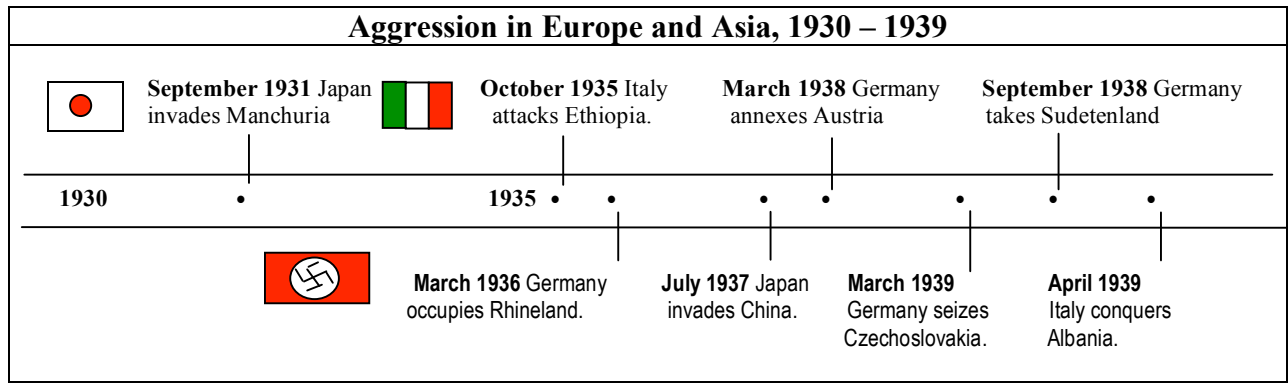 Aggression in Europe and Asia, 1930 – 1939
September 1931 Japan
invades Manchuria
October 1935 Italy
attacks Ethiopia.
March 1938 Germany
annexes Austria
September 1938 Germany
takes Sudetenland
1930
1935
March 1936 Germany
occupies Rhineland.
July 1937 Japan
invades China.
March 1939
Germany seizes
Czechoslovakia.
April 1939
Italy conquers
Albania.